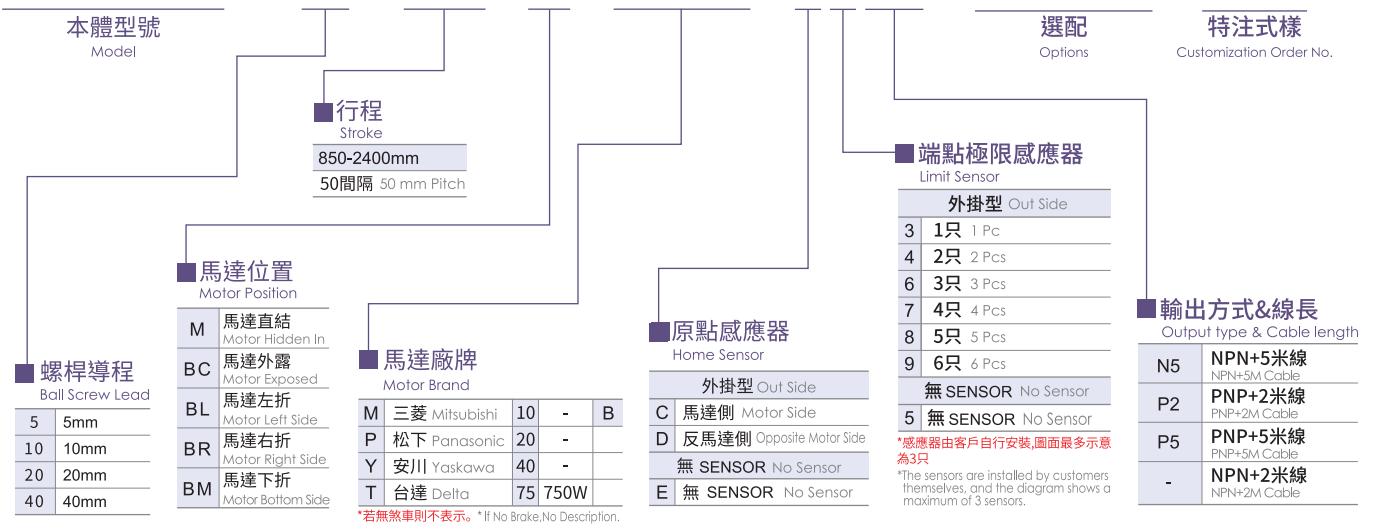 本體型號
Model
選配
Options
特注式樣
Customization Order No.
行程
Stroke
850-2400mm
50間隔 50 mm Pitch
端點極限感應器
Limit Sensor
外掛型 Out Side
3 1只 1 Pc
4 2只 2 Pcs
6 3只 3 Pcs
7 4只 4 Pcs
8 5只 5 Pcs
9 6只 6 Pcs
無 SENSOR No Sensor
5 無 SENSOR No Sensor
*感應器由客戶自行安裝,圖面最多示意
為3只
*The sensors are installed by customers
themselves, and the diagram shows a
maximum of 3 sensors.
馬達位置
Motor Position
M 馬達直結
Motor Hidden In
BC 馬達外露
Motor Exposed
BL 馬達左折
Motor Left Side
BR 馬達右折
Motor Right Side
BM 馬達下折
Motor Bottom Side
輸出方式&線長
Output type & Cable length
N5 NPN+5米線
NPN+5M Cable
P2 PNP+2米線
PNP+2M Cable
P5 PNP+5米線
PNP+5M Cable
- NPN+2米線
NPN+2M Cable
原點感應器
Home Sensor
外掛型 Out Side
C 馬達側 Motor Side
D 反馬達側 Opposite Motor Side
無 SENSOR No Sensor
E 無 SENSOR No Sensor
馬達廠牌
Motor Brand
M 三菱 Mitsubishi 10 - B
P 松下 Panasonic 20 -
Y 安川 Yaskawa 40 -
T 台達 Delta 75 750W
*若無煞車則不表示。 * If No Brake,No Description.
螺桿導程
Ball Screw Lead
5 5mm
10 10mm
20 20mm
40 40mm